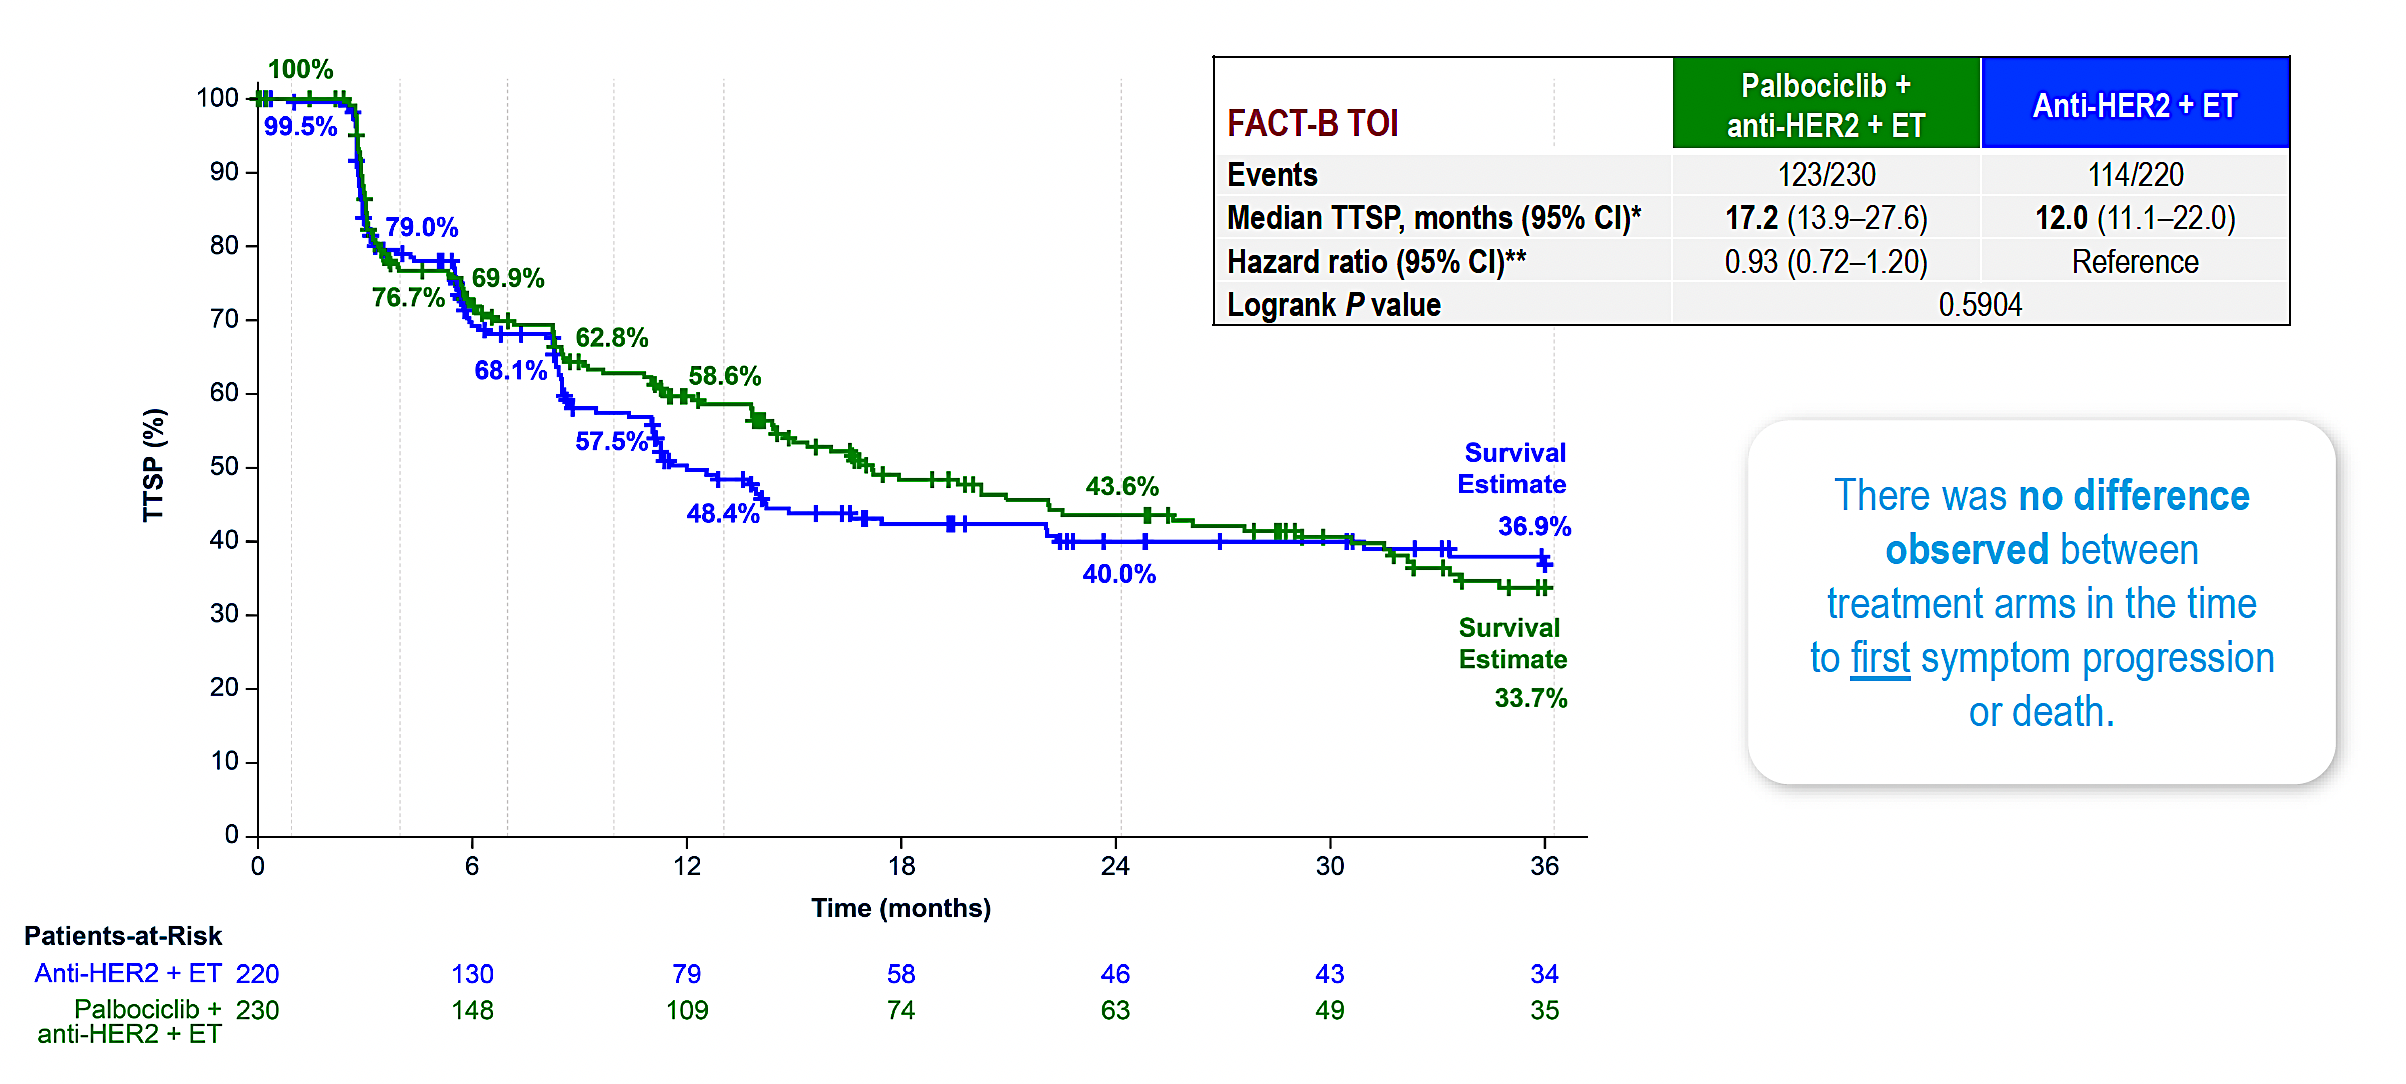 100%
99.5%
79.0%
76.7%
69.9%
68.1%
62.8%
57.5%
58.6%
48.4%
43.6%
40.0%
Survival
Estimate
36.9%
Survival
Estimate
33.7%
TTSP (%)
100
90
80
70
60
50
40
30
20
10
0
0 6 12 18 24 30 36
Time (months)
Patients-at-Risk
Anti-HER2 + ET 220 130 79 58 46 43 34
Palbociclib + 230 148 109 74 63 49 35
anti-HER2 + ET
FACT-B TOI
Palbociclib +
anti-HER2 + ET
Anti-HER2 + ET
Events 123/230 114/220
Median TTSP, months (95% CI)* 17.2 (13.9–27.6) 12.0 (11.1–22.0)
Hazard ratio (95% CI)** 0.93 (0.72–1.20) Reference
Logrank P value 0.5904
There was no difference
observed between
treatment arms in the time
to first symptom progression
or death.